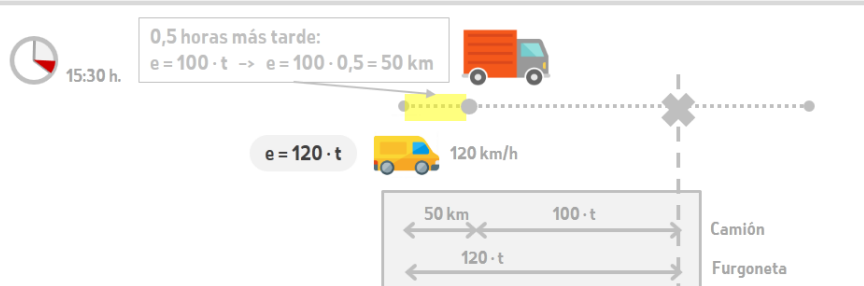 0,5 horas más tarde:
e = 100 · t -> e = 100 · 0,5 = 50 km
15:30 h.
e = 120 · t
120 km/h
50 km
100 · t
Camión
120 · t
Furgoneta